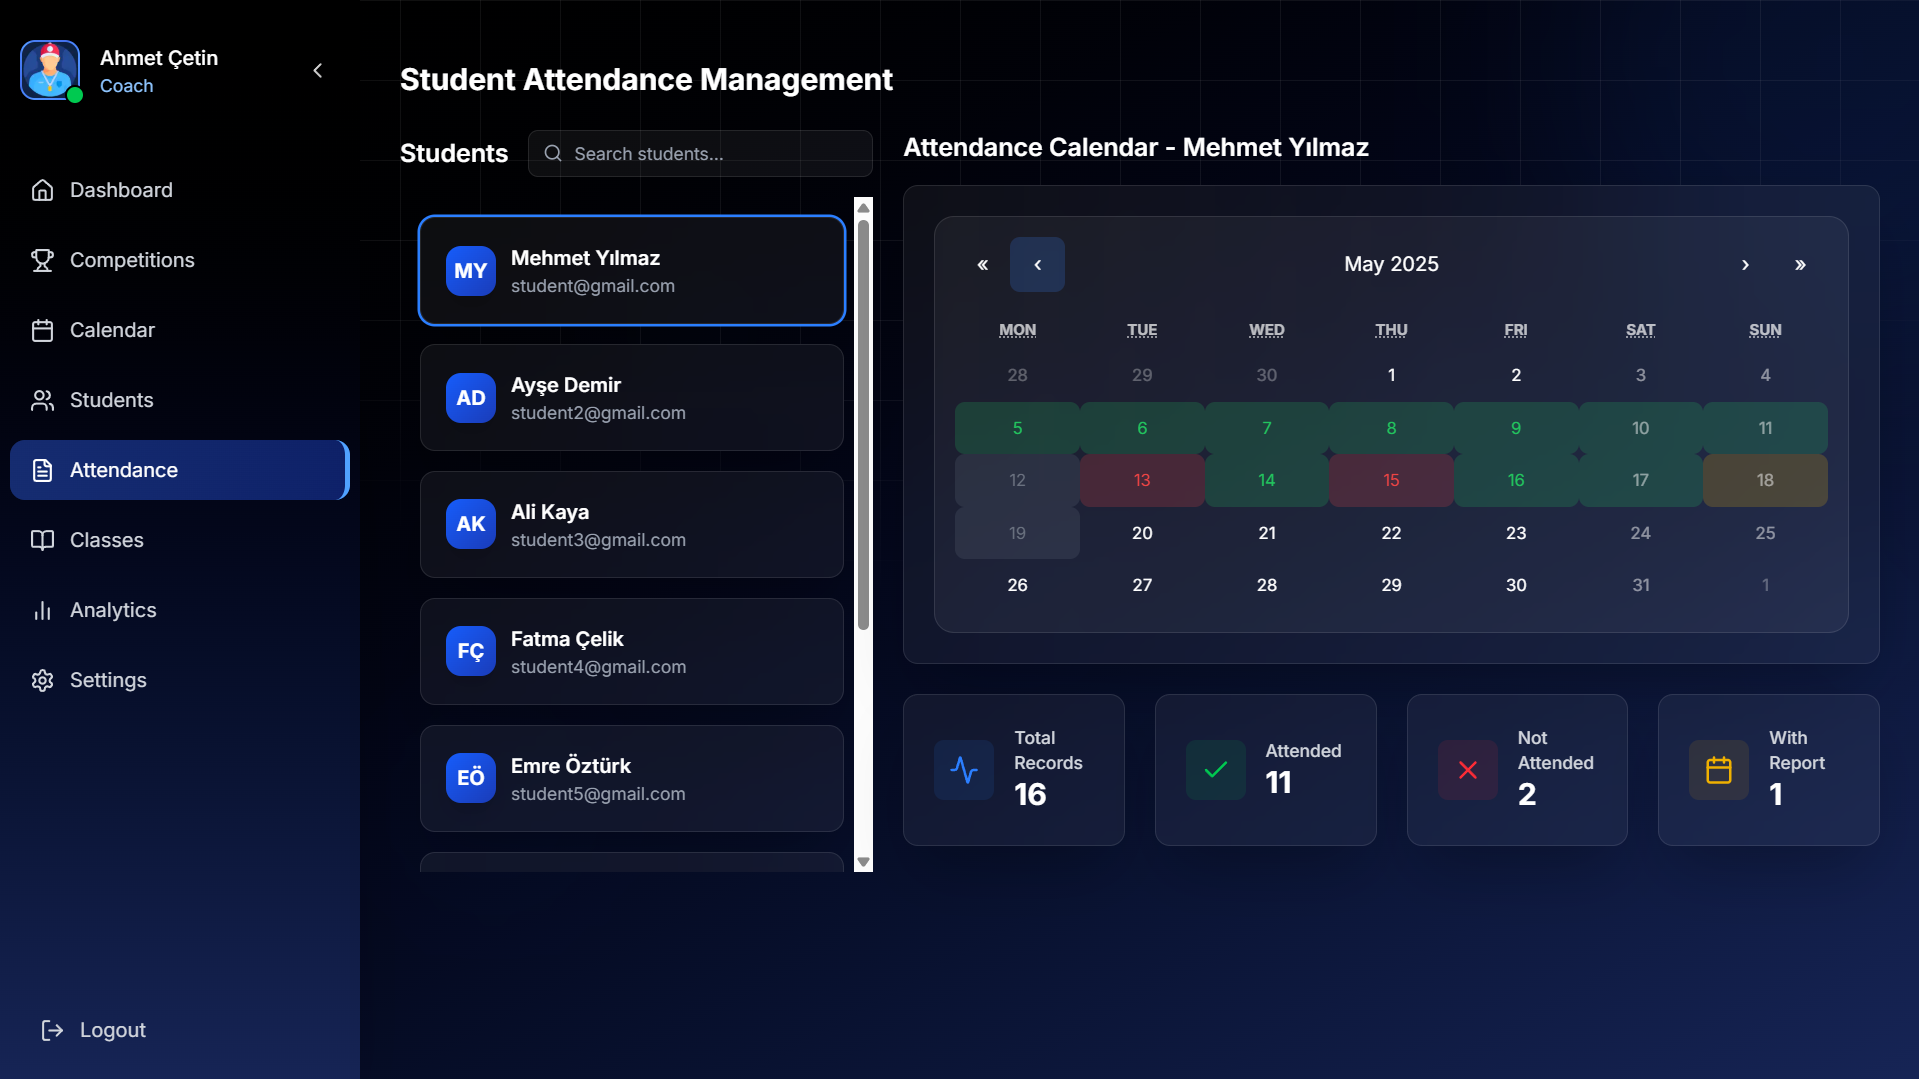 Ahmet Çetin
Coach
Dashboard
Competitions
Calendar
Students
Attendance
Classes
Analytics
Settings
Logout
Student Attendance Management
Students
Search students...
MY
Mehmet Yılmaz
student@gmail.com
AD
Ayşe Demir
student2@gmail.com
AK
Ali Kaya
student3@gmail.com
FÇ
Fatma Çelik
student4@gmail.com
EÖ
Emre Öztürk
student5@gmail.com
Attendance Calendar - Mehmet Yılmaz
« ‹ May 2025 › »
MON TUE WED THU FRI SAT SUN
28 29 30 1 2 3 4
5 6 7 8 9 10 11
12 13 14 15 16 17 18
19 20 21 22 23 24 25
26 27 28 29 30 31 1
Total
Records
16
Attended
11
Not
Attended
2
With
Report
1